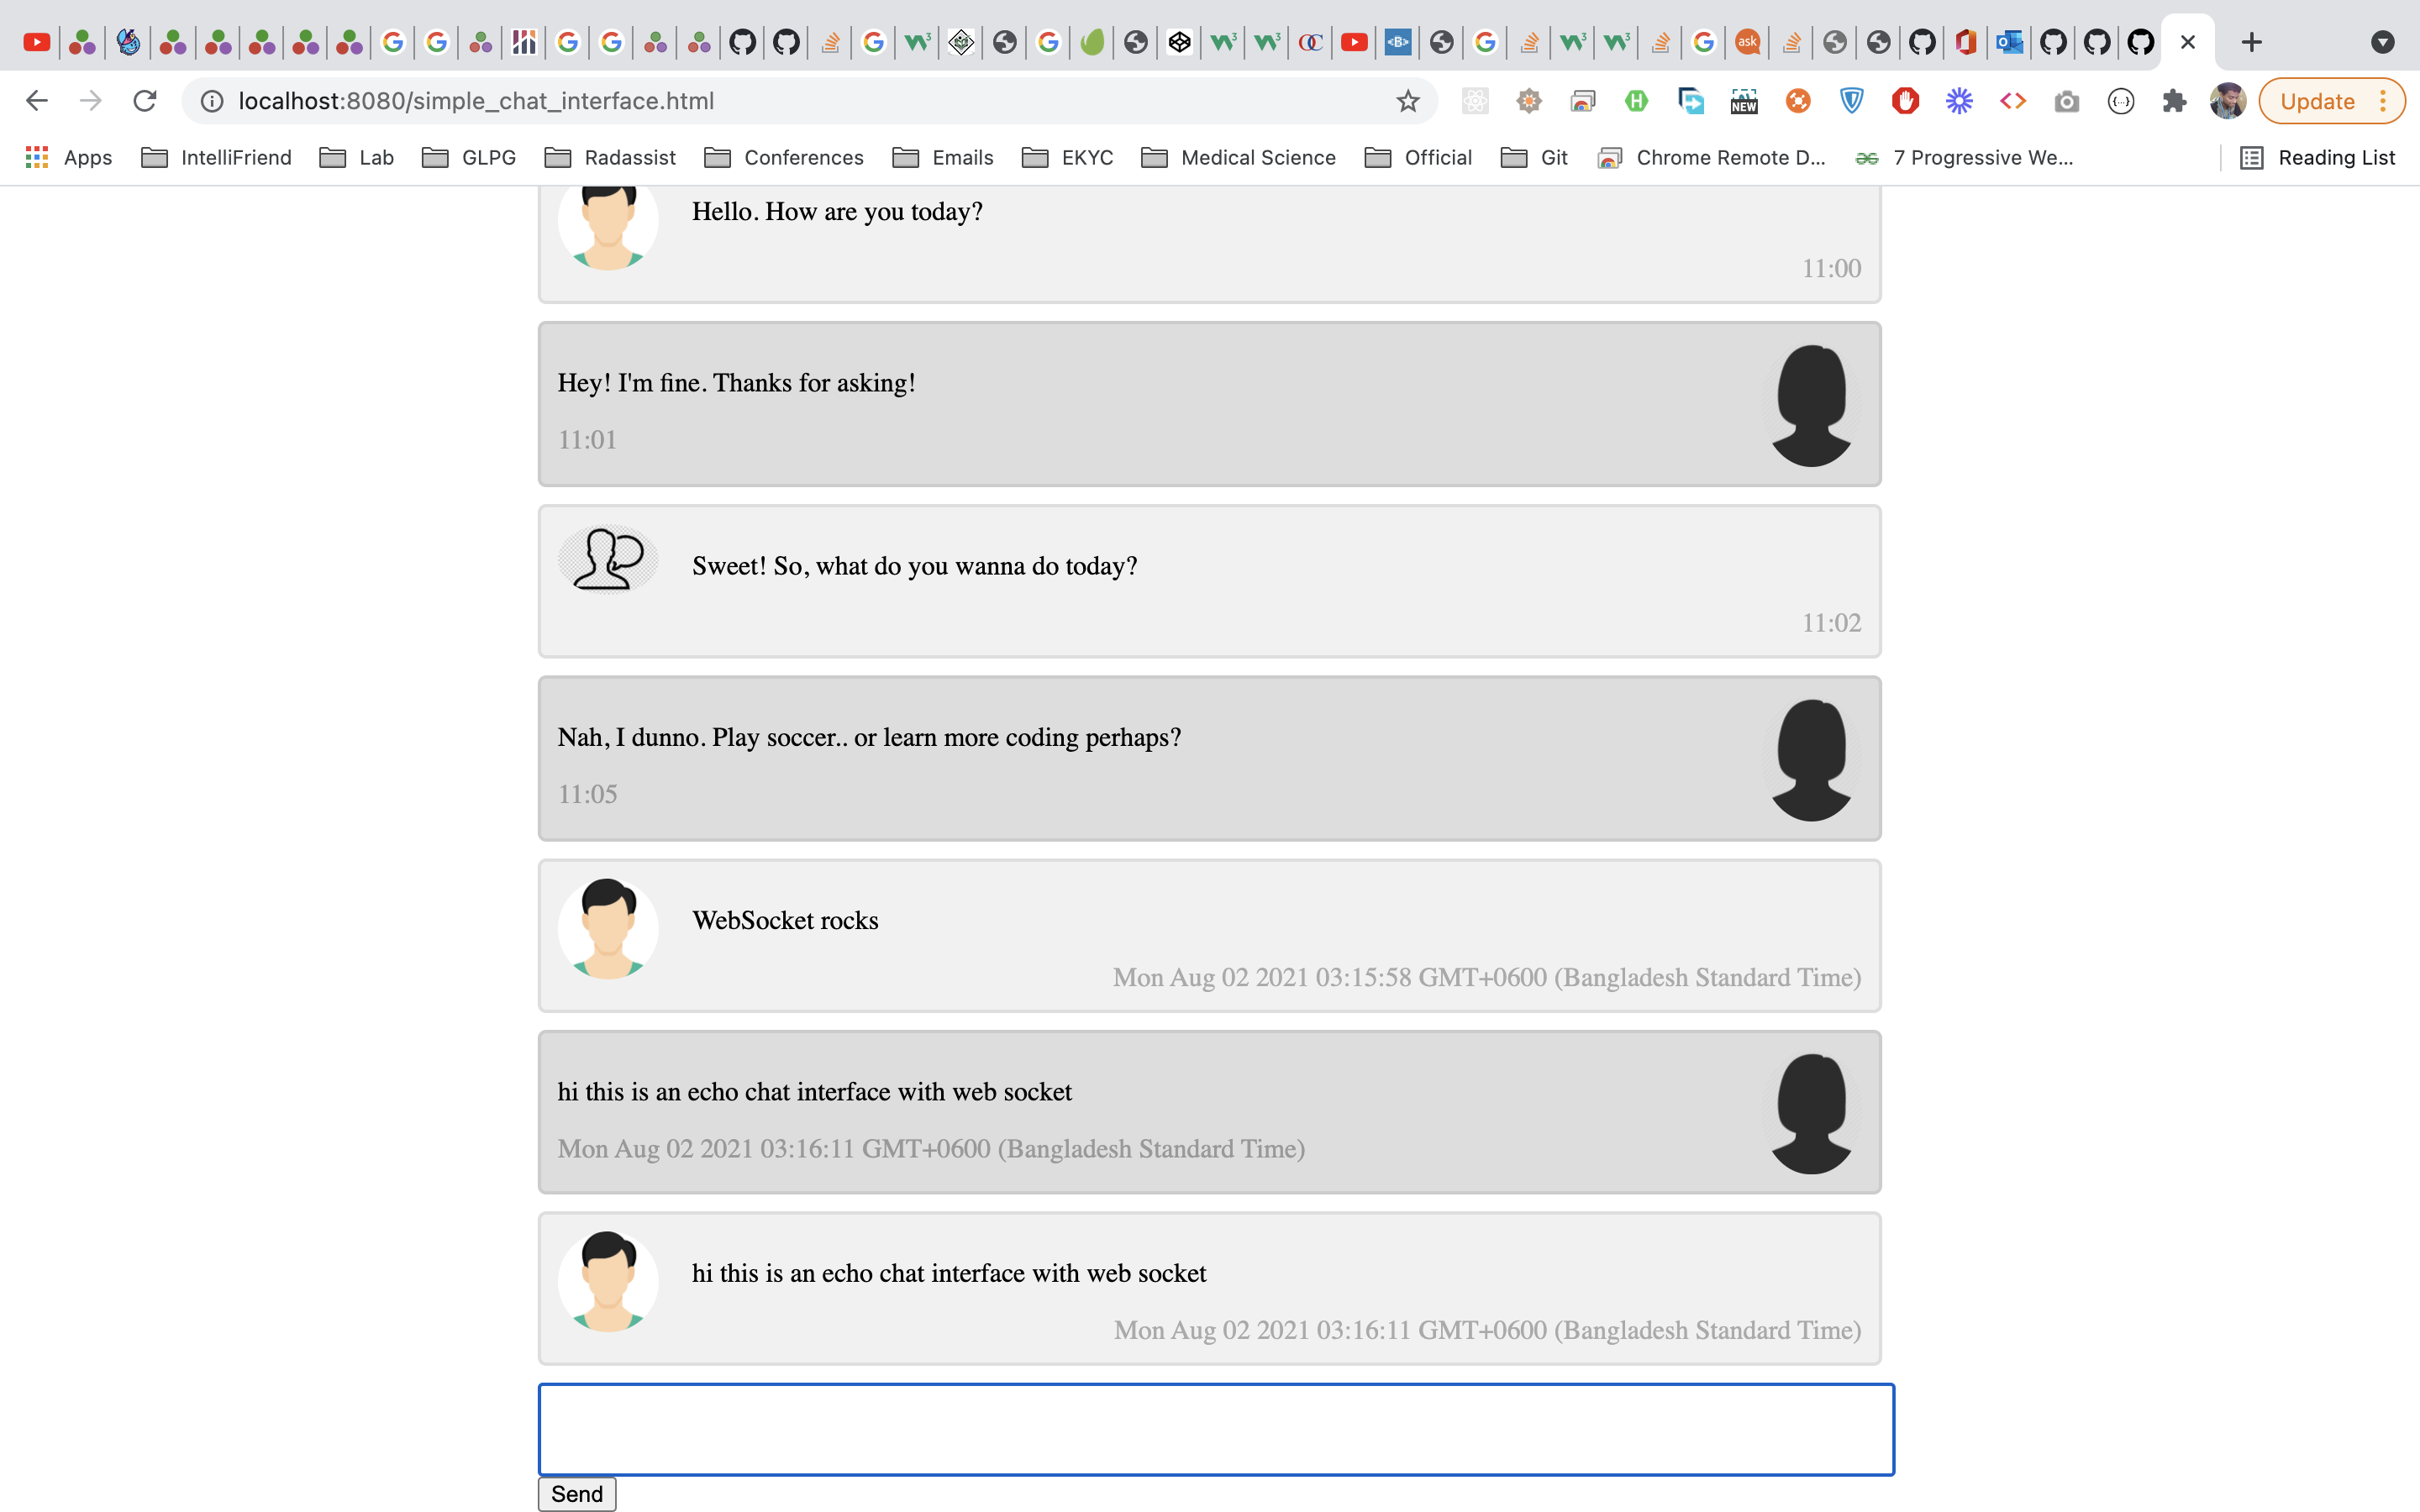 ask
localhost:8080/simple_chat_interface.html
NEW
Update
Apps
IntelliFriend
Lab
GLPG
Radassist
Conferences
Emails
EKYC
Medical Science
Official
Git
Chrome Remote D...
7 Progressive We...
Reading List
Hello. How are you today?
11:00
Hey! I'm fine. Thanks for asking!
11:01
Sweet! So, what do you wanna do today?
11:02
Nah, I dunno. Play soccer.. or learn more coding perhaps?
11:05
WebSocket rocks
Mon Aug 02 2021 03:15:58 GMT+0600 (Bangladesh Standard Time)
hi this is an echo chat interface with web socket
Mon Aug 02 2021 03:16:11 GMT+0600 (Bangladesh Standard Time)
hi this is an echo chat interface with web socket
Mon Aug 02 2021 03:16:11 GMT+0600 (Bangladesh Standard Time)
Send